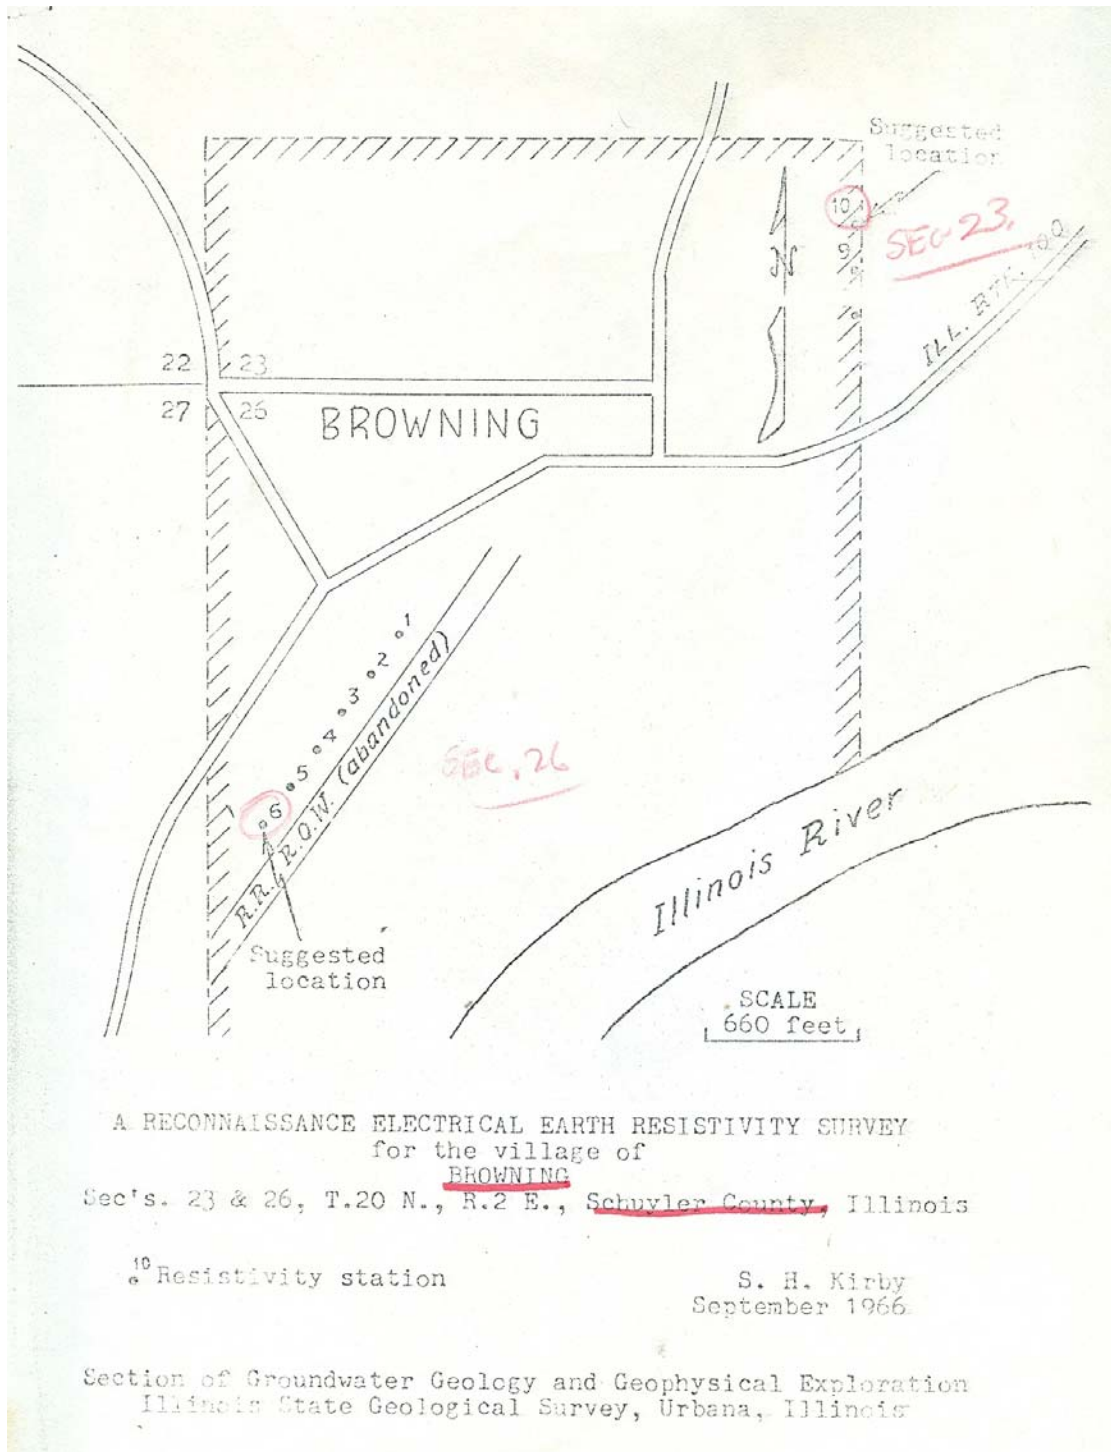 Suggested
location
10
SEC 23.
N
9
ILL. RTE. 100
22 23
27 26
BROWNING
1
2
3
4
5
6
R.R. R.O.W. (abandoned)
SEC. 26
Illinois River
Suggested
location
SCALE
660 feet
A RECONNAISSANCE ELECTRICAL EARTH RESISTIVITY SURVEY
for the village of
BROWNING
Sec's. 23 & 26, T.20 N., R.2 E., Schuyler County, Illinois
10 Resistivity station
S. H. Kirby
September 1966
Section of Groundwater Geology and Geophysical Exploration
Illinois State Geological Survey, Urbana, Illinois